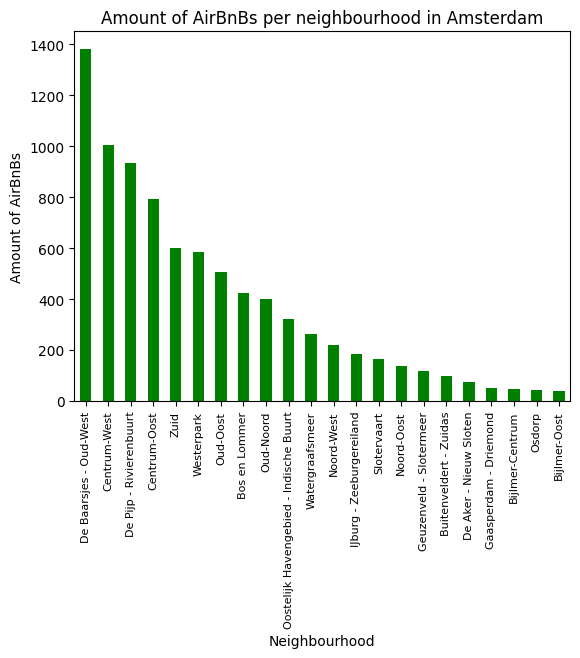 Amount of AirBnBs per neighbourhood in Amsterdam
Amount of AirBnBs
1400
1200
1000
800
600
400
200
0
De Baarsjes - Oud-West
Centrum-West
De Pijp - Rivierenbuurt
Centrum-Oost
Zuid
Westerpark
Oud-Oost
Bos en Lommer
Oud-Noord
Oostelijk Havengebied - Indische Buurt
Watergraafsmeer
Noord-West
IJburg - Zeeburgereiland
Slotervaart
Noord-Oost
Geuzenveld - Slotermeer
Buitenveldert - Zuidas
De Aker - Nieuw Sloten
Gaasperdam - Driemond
Bijlmer-Centrum
Osdorp
Bijlmer-Oost
Neighbourhood